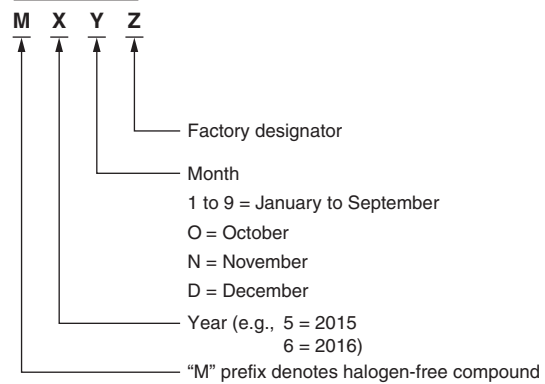 M X Y Z
Factory designator
Month
1 to 9 = January to September
O = October
N = November
D = December
Year (e.g., 5 = 2015
6 = 2016)
“M” prefix denotes halogen-free compound